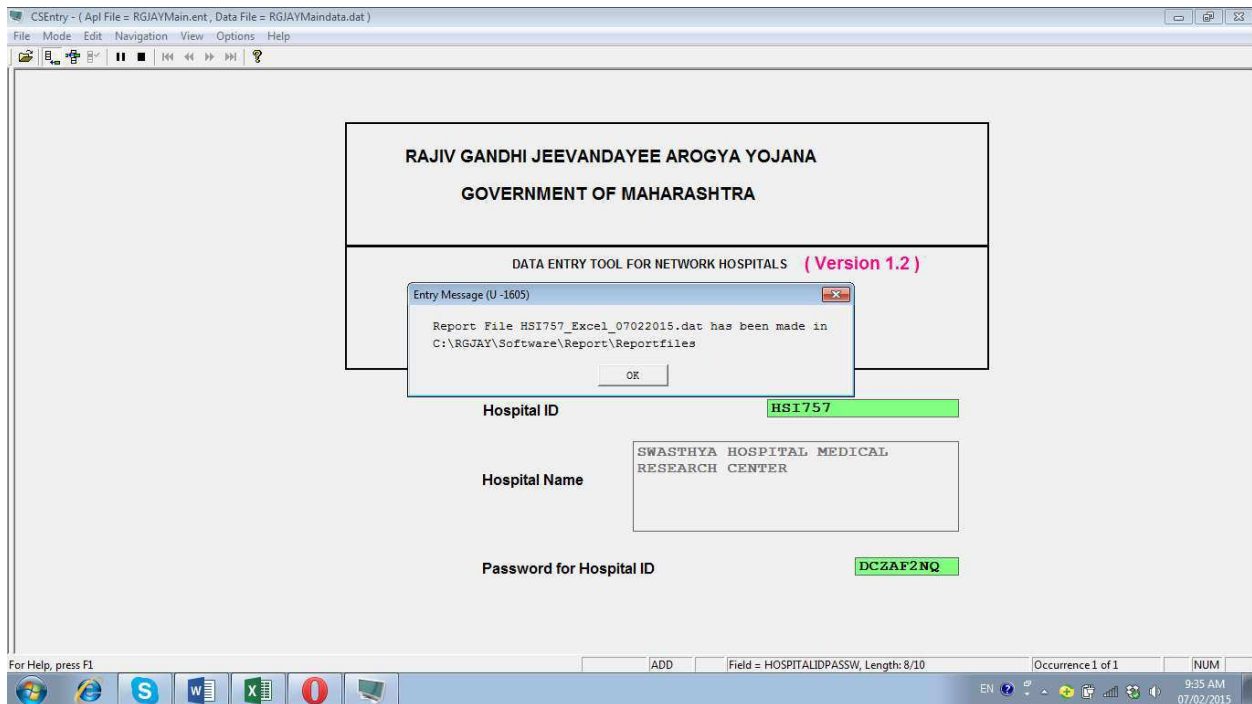 CSEntry - ( Apl File = RGJAYMain.ent , Data File = RGJAYMaindata.dat )
File Mode Edit Navigation View Options Help
RAJIV GANDHI JEEVANDAYEE AROGYA YOJANA
GOVERNMENT OF MAHARASHTRA
DATA ENTRY TOOL FOR NETWORK HOSPITALS ( Version 1.2 )
Entry Message (U -1605)
Report File HSI757_Excel_07022015.dat has been made in
C:\RGJAY\Software\Report\Reportfiles
OK
Hospital ID HSI757
Hospital Name
SWASTHYA HOSPITAL MEDICAL
RESEARCH CENTER
Password for Hospital ID DCZAF2NQ
For Help, press F1 ADD Field = HOSPITALIDPASSW, Length: 8/10 Occurrence 1 of 1 NUM
EN 9:35 AM
07/02/2015